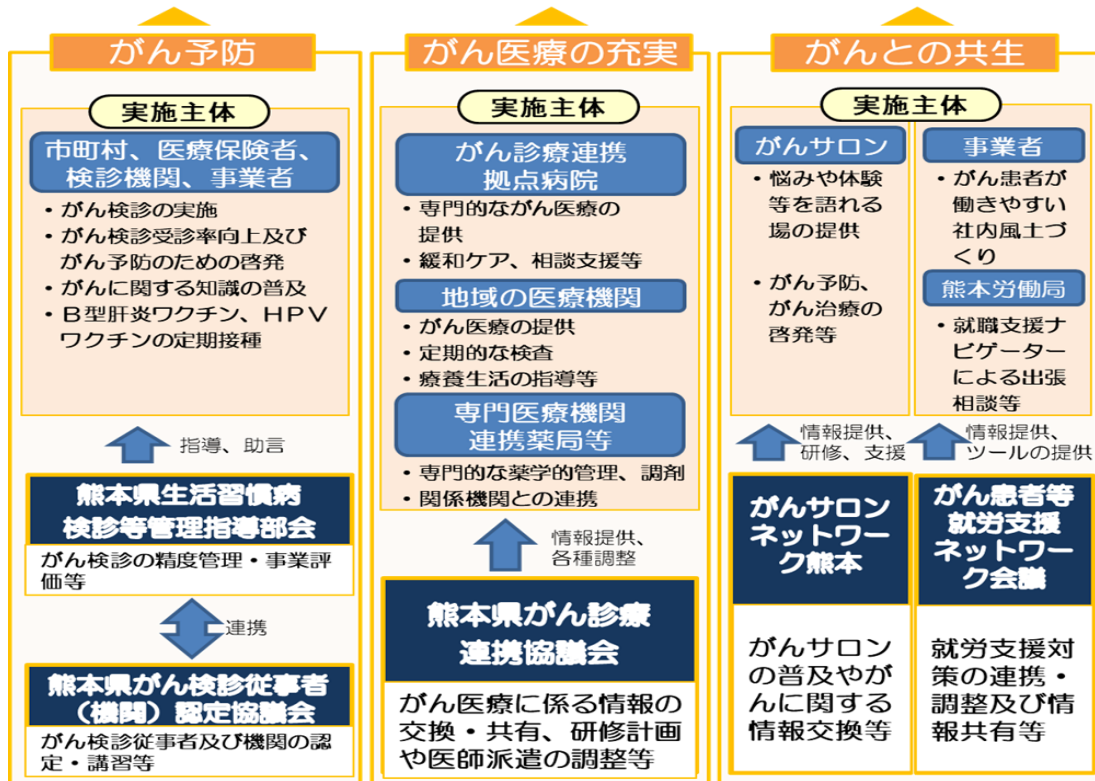 がん予防
実施主体
市町村、医療保険者、
検診機関、事業者
・がん検診の実施
・がん検診受診率向上及び
がん予防のための啓発
・がんに関する知識の普及
・B型肝炎ワクチン、HPV
ワクチンの定期接種
指導、助言
熊本県生活習慣病
検診等管理指導部会
がん検診の精度管理・事業評
価等
連携
熊本県がん検診従事者
（機関）認定協議会
がん検診従事者及び機関の認
定・講習等
がん医療の充実
実施主体
がん診療連携
拠点病院
・専門的ながん医療の
提供
・緩和ケア、相談支援等
地域の医療機関
・がん医療の提供
・定期的な検査
・療養生活の指導等
専門医療機関
連携薬局等
・専門的な薬学的管理、調剤
・関係機関との連携
情報提供、
各種調整
熊本県がん診療
連携協議会
がん医療に係る情報の
交換・共有、研修計画
や医師派遣の調整等
がんとの共生
実施主体
がんサロン
・悩みや体験
等を語れる
場の提供
・がん予防、
がん治療の
啓発等
情報提供、
研修、支援
がんサロン
ネットワー
ク熊本
がんサロン
の普及やが
んに関する
情報交換等
事業者
・がん患者が
働きやすい
社内風土づ
くり
熊本労働局
・就職支援ナ
ビゲーター
による出張
相談等
情報提供、
ツールの提供
がん患者等
就労支援
ネットワー
ク会議
就労支援対
策の連携・
調整及び情
報共有等